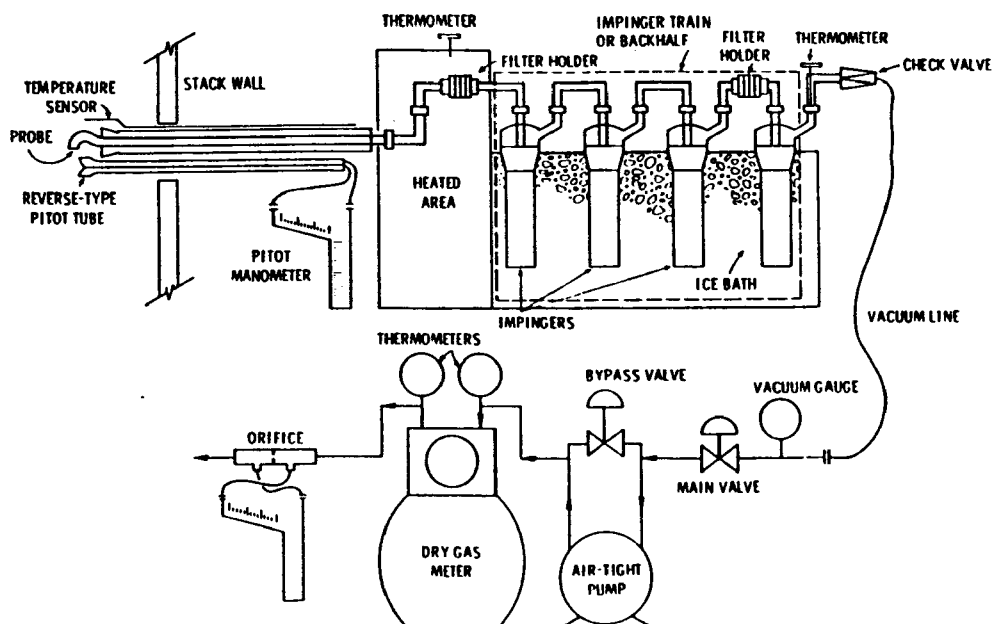 THERMOMETER
IMPINGER TRAIN
OR BACKHALF
FILTER
HOLDER
THERMOMETER
CHECK VALVE
FILTER HOLDER
STACK WALL
TEMPERATURE
SENSOR
PROBE
REVERSE-TYPE
PITOT TUBE
HEATED
AREA
PITOT
MANOMETER
ICE BATH
IMPINGERS
VACUUM LINE
THERMOMETERS
BYPASS VALVE
VACUUM GAUGE
ORIFICE
MAIN VALVE
DRY GAS
METER
AIR-TIGHT
PUMP